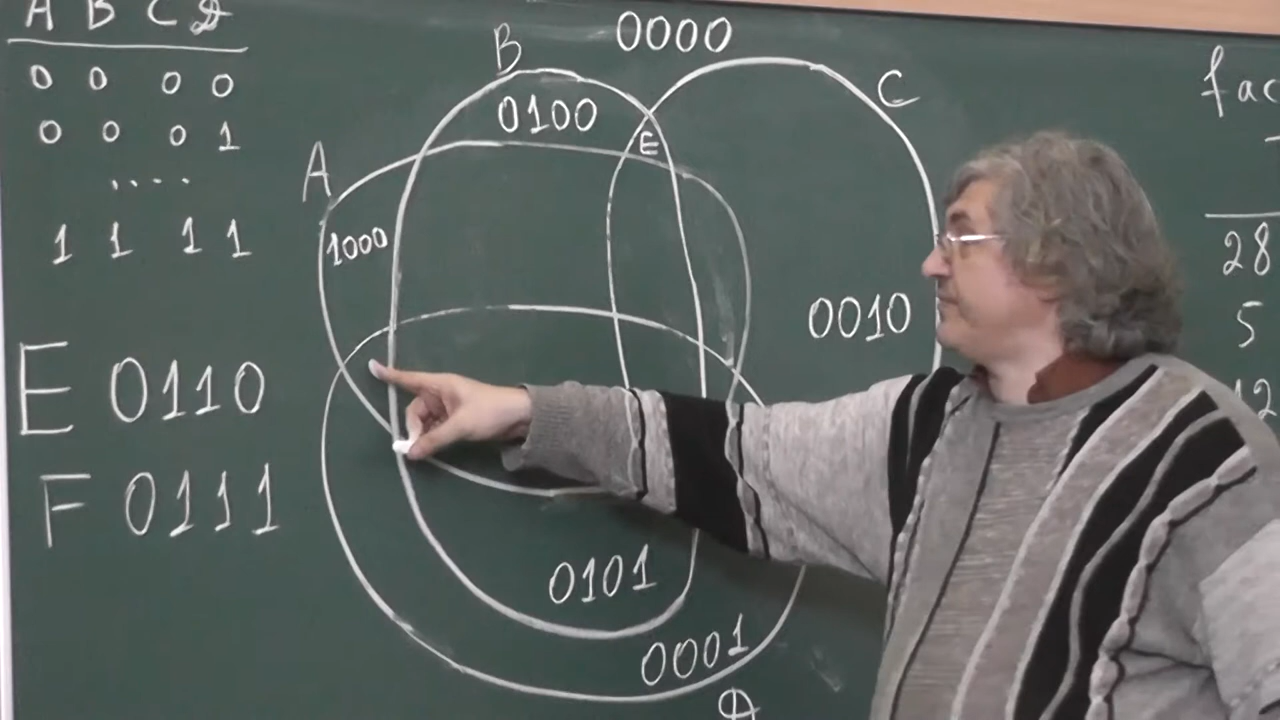 A B C D
0 0 0 0
0 0 0 1
....
1 1 1 1
E 0110
F 0111
0000
B
C
0100
E
A
1000
0010
0101
0001
D
fac
28
5
12